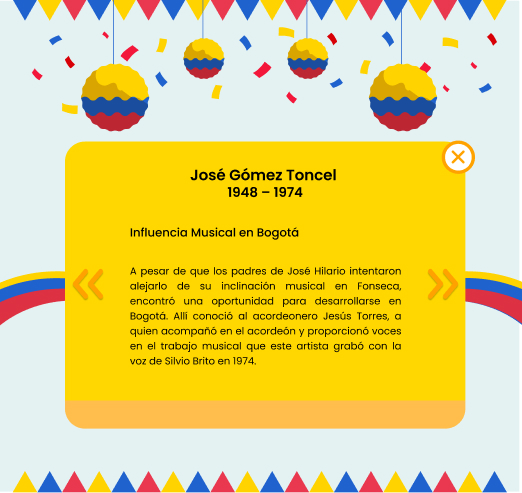 José Gómez Toncel
1948 – 1974
Influencia Musical en Bogotá
A pesar de que los padres de José Hilario intentaron
alejarlo de su inclinación musical en Fonseca,
encontró una oportunidad para desarrollarse en
Bogotá. Allí conoció al acordeonero Jesús Torres, a
quien acompañó en el acordeón y proporcionó voces
en el trabajo musical que este artista grabó con la
voz de Silvio Brito en 1974.